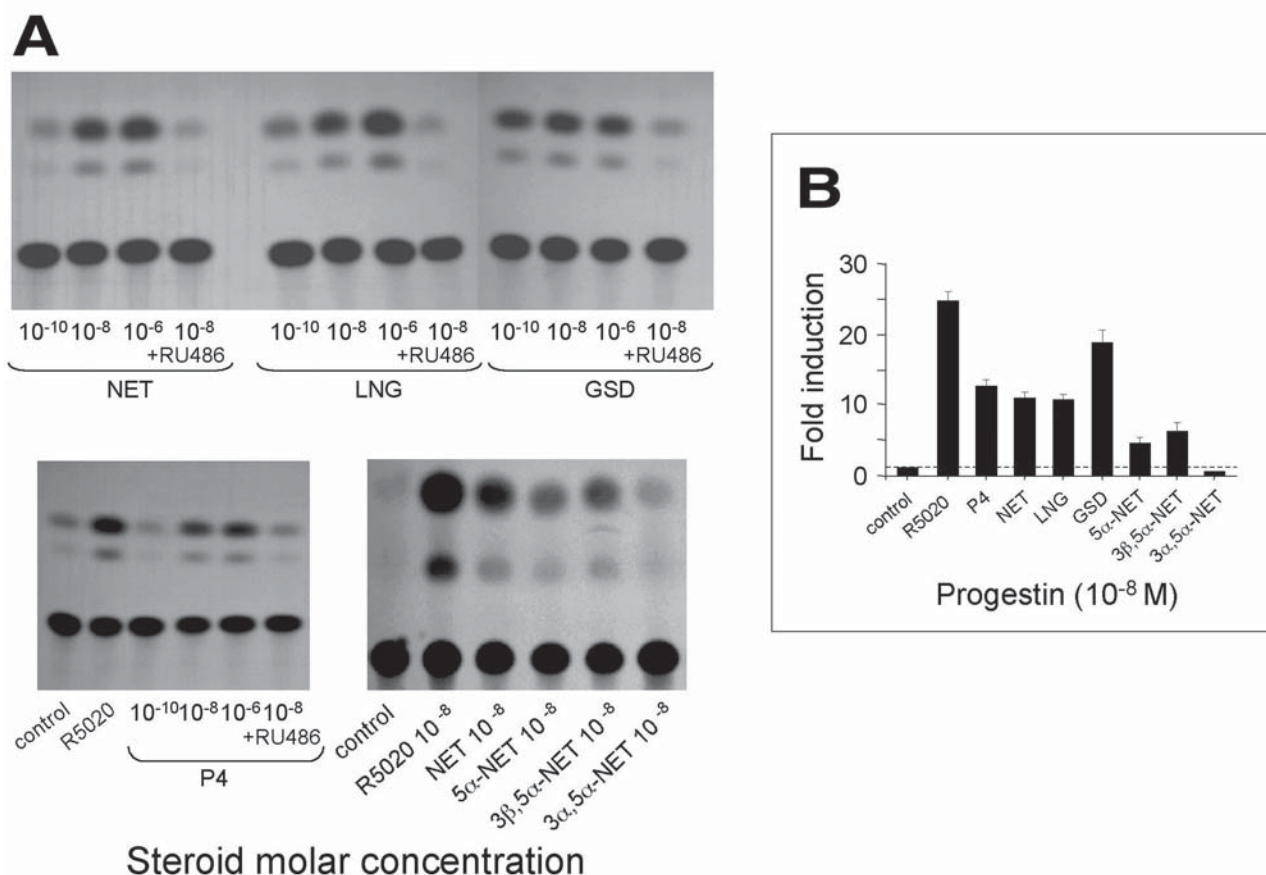 A
10⁻¹⁰ 10⁻⁸ 10⁻⁶ 10⁻⁸
+RU486
NET
10⁻¹⁰ 10⁻⁸ 10⁻⁶ 10⁻⁸
+RU486
LNG
10⁻¹⁰ 10⁻⁸ 10⁻⁶ 10⁻⁸
+RU486
GSD
control
R5020
10⁻¹⁰ 10⁻⁸ 10⁻⁶ 10⁻⁸
+RU486
P4
control
R5020 10⁻⁸
NET 10⁻⁸
5α-NET 10⁻⁸
3β,5α-NET 10⁻⁸
3α,5α-NET 10⁻⁸
Steroid molar concentration
B
Fold induction
30
20
10
0
control
R5020
P4
NET
LNG
GSD
5α-NET
3β,5α-NET
3α,5α-NET
Progestin (10⁻⁸ M)